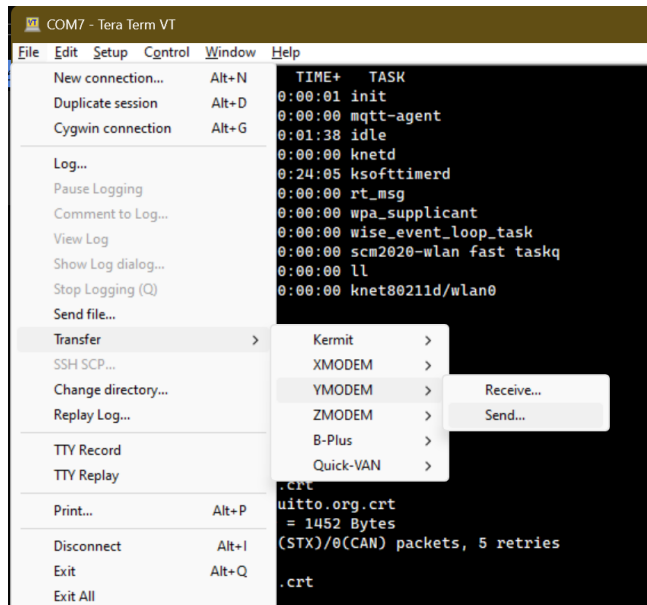 COM7 - Tera Term VT
File Edit Setup Control Window Help
New connection... Alt+N
Duplicate session Alt+D
Cygwin connection Alt+G
Log...
Pause Logging
Comment to Log...
View Log
Show Log dialog...
Stop Logging (Q)
Send file...
Transfer
SSH SCP...
Change directory...
Replay Log...
TTY Record
TTY Replay
Print... Alt+P
Disconnect Alt+I
Exit Alt+Q
Exit All
Kermit
XMODEM
YMODEM
ZMODEM
B-Plus
Quick-VAN
Receive...
Send...
TIME+ TASK
0:00:01 init
0:00:00 mqtt-agent
0:01:38 idle
0:00:00 knetd
0:24:05 ksofttimerd
0:00:00 rt_msg
0:00:00 wpa_supplicant
0:00:00 wise_event_loop_task
0:00:00 scm2020-wlan fast taskq
0:00:00 ll
0:00:00 knet80211d/wlan0
.crt
uitto.org.crt
= 1452 Bytes
(STX)/0(CAN) packets, 5 retries
.crt